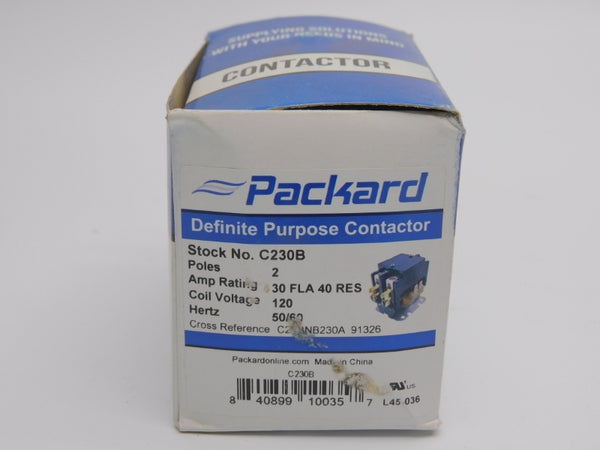 SUPPLYING SOLUTIONS
WITH YOUR NEEDS IN MIND
CONTACTOR
Packard
Definite Purpose Contactor
Stock No. C230B
Poles 2
Amp Rating 30 FLA 40 RES
Coil Voltage 120
Hertz 50/60
Cross Reference 91326
Packardonline.com Made in China
C230B
8 40899 10035 7
US
L45-036